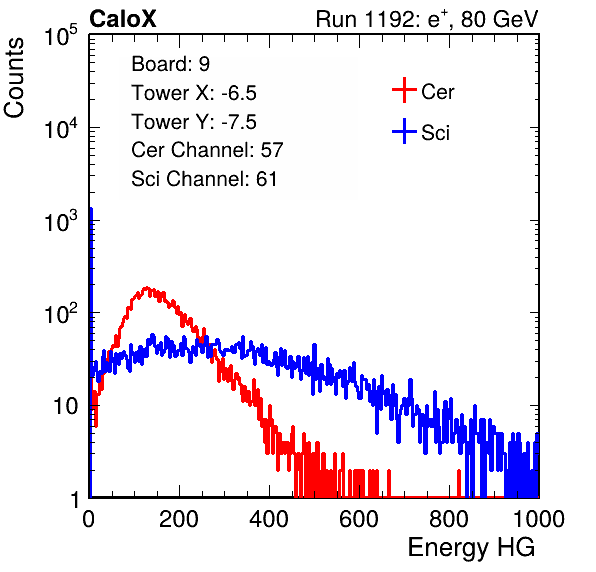 CaloX Run 1192: e⁺, 80 GeV
Counts
10⁵
10⁴
10³
10²
10
1
Board: 9
Tower X: -6.5
Tower Y: -7.5
Cer Channel: 57
Sci Channel: 61
Cer
Sci
0 200 400 600 800 1000
Energy HG